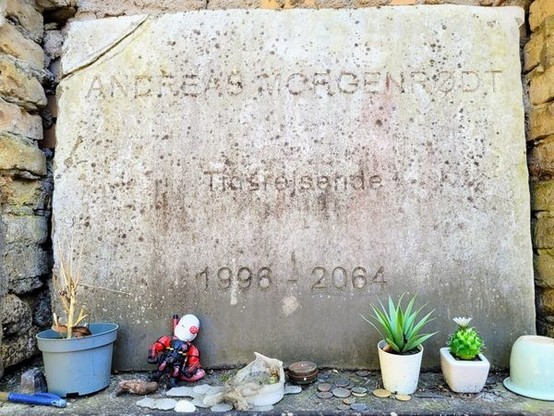 ANDREAS MORGENRØDT
Tidsrejsende
1996 - 2064